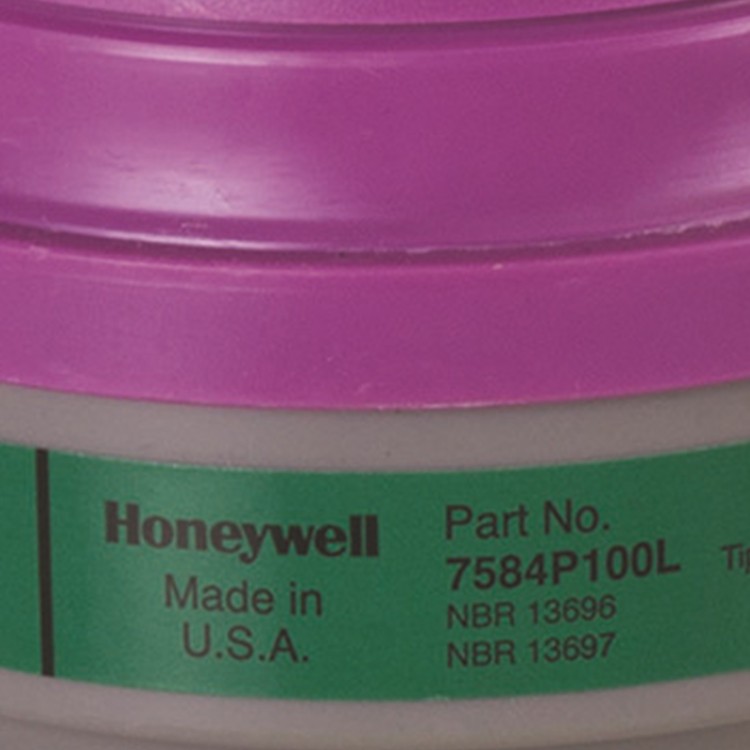 Honeywell
Made in
U.S.A.
Part No.
7584P100L
NBR 13696
NBR 13697